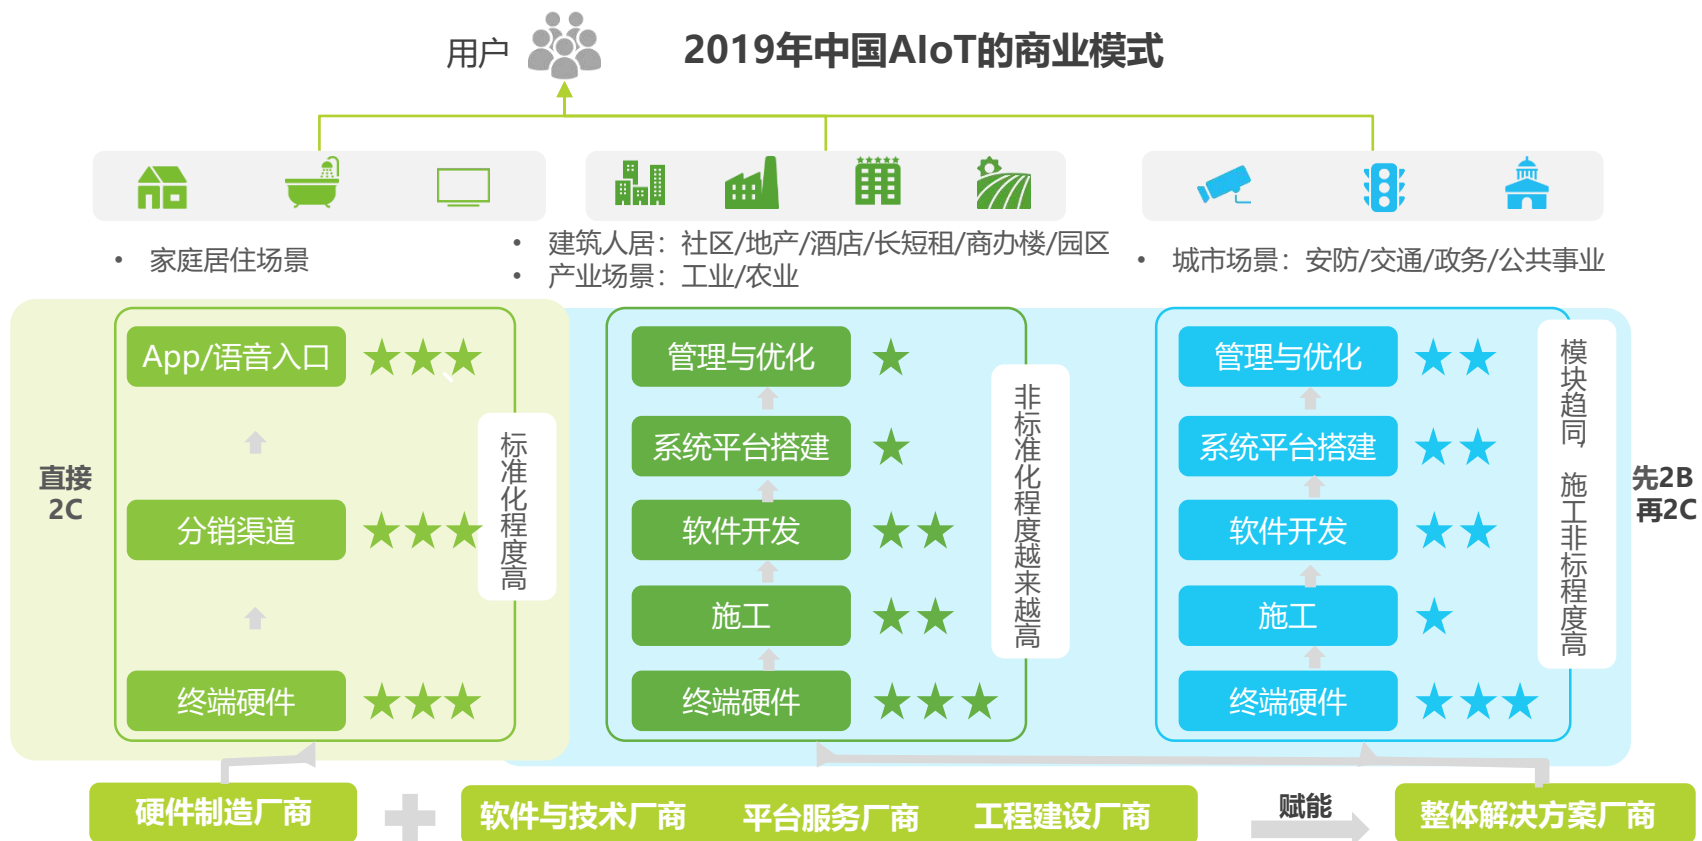 用户
2019年中国AIoT的商业模式
• 家庭居住场景
• 建筑人居：社区/地产/酒店/长短租/商办楼/园区
• 产业场景：工业/农业
• 城市场景：安防/交通/政务/公共事业
直接
2C
App/语音入口
分销渠道
终端硬件
标准化程度高
管理与优化
系统平台搭建
软件开发
施工
终端硬件
非标准化程度越来越高
管理与优化
系统平台搭建
软件开发
施工
终端硬件
模块趋同，施工非标程度高
先2B
再2C
硬件制造厂商
软件与技术厂商
平台服务厂商
工程建设厂商
赋能
整体解决方案厂商